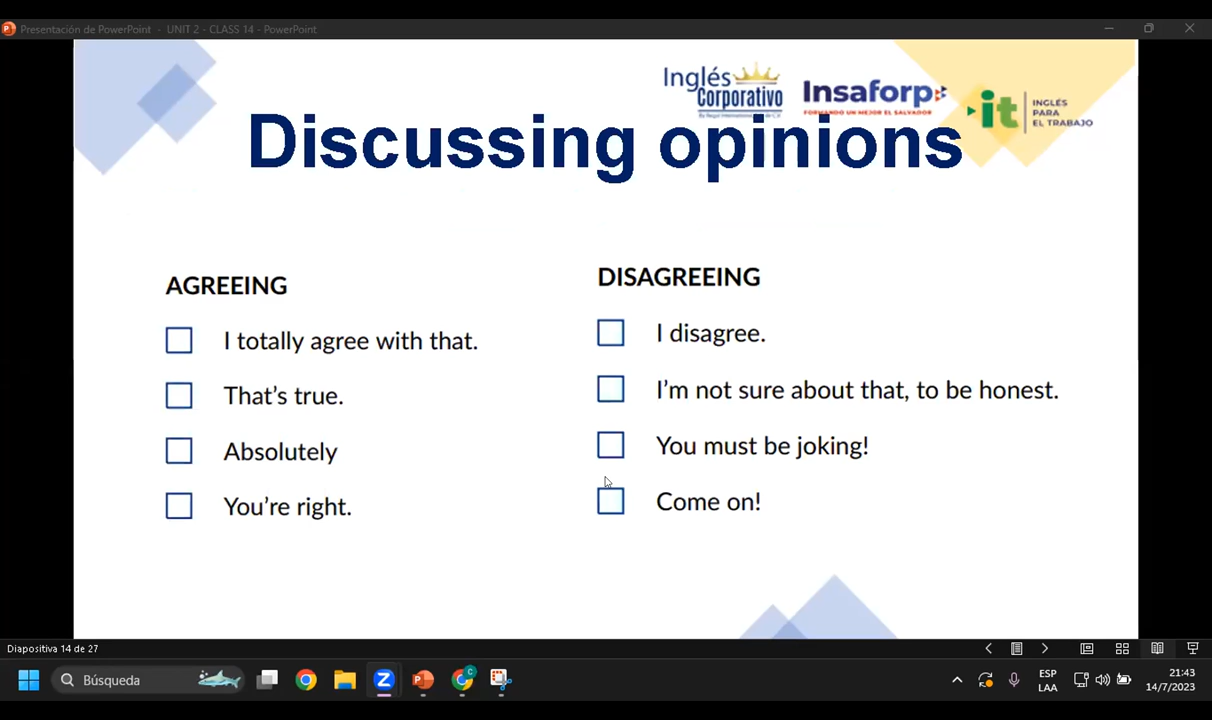 Presentación de PowerPoint - UNIT 2 - CLASS 14 - PowerPoint
Inglés
Corporativo
Insaforp
FORMANDO UN MEJOR EL SALVADOR
it
INGLÉS
PARA
EL TRABAJO
Discussing opinions
AGREEING
I totally agree with that.
That's true.
Absolutely
You're right.
DISAGREEING
I disagree.
I'm not sure about that, to be honest.
You must be joking!
Come on!
Diapositiva 14 de 27
Búsqueda
C
ESP
LAA
21:43
14/7/2023